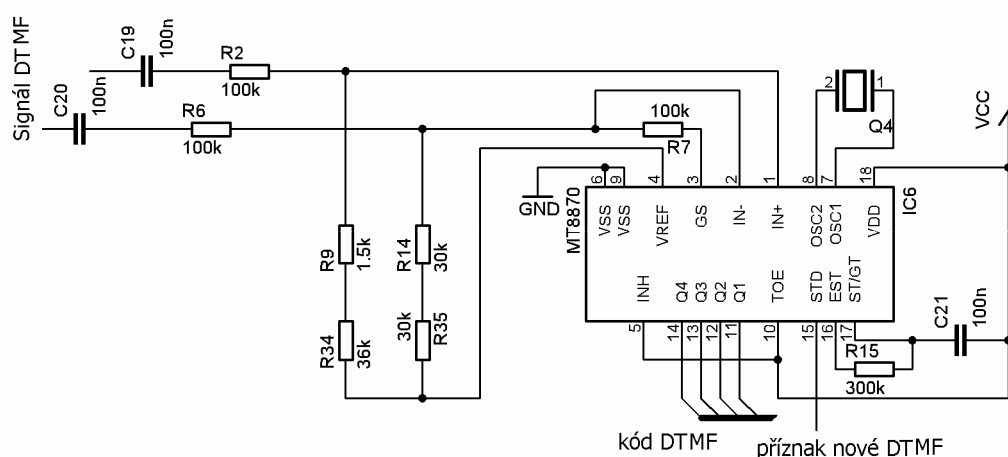 Signál DTMF
C19
100n
R2
100k
C20
100n
R6
100k
100k
R7
2
1
Q4
VCC
GND
6
9
4
3
2
1
8
7
18
MT8870
IC6
VSS
VSS
VREF
GS
IN-
IN+
OSC2
OSC1
VDD
INH
Q4
Q3
Q2
Q1
TOE
STD
EST
ST/GT
5
14
13
12
11
10
15
16
17
R9
1.5k
R14
30k
R34
36k
30k
R35
C21
100n
R15
300k
kód DTMF
příznak nové DTMF